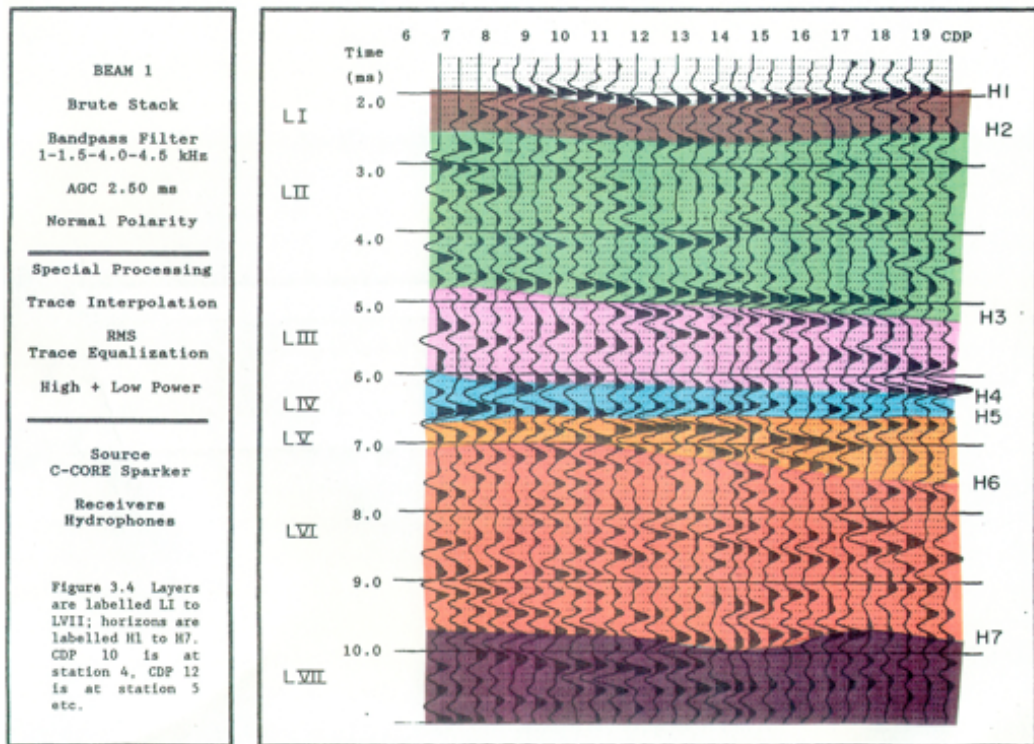 BEAM 1
Brute Stack
Bandpass Filter
1-1.5-4.0-4.5 kHz
AGC 2.50 ms
Normal Polarity
Special Processing
Trace Interpolation
RMS
Trace Equalization
High + Low Power
Source
C-CORE Sparker
Receivers
Hydrophones
Figure 3.4 Layers
are labelled LI to
LVII; horizons are
labelled H1 to H7.
CDP 10 is at
station 4, CDP 12
is at station 5
etc.
6 7 8 9 10 11 12 13 14 15 16 17 18 19 CDP
Time
(ms)
2.0
3.0
4.0
5.0
6.0
7.0
8.0
9.0
10.0
LI
LII
LIII
LIV
LV
LVI
LVII
H1
H2
H3
H4
H5
H6
H7